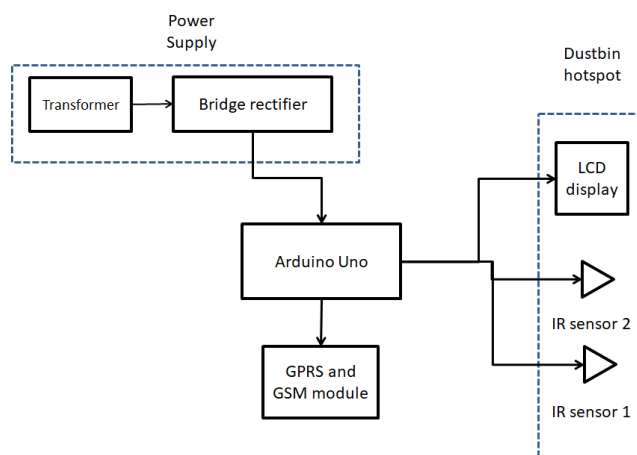 Power
Supply
Dustbin
hotspot
Transformer
Bridge rectifier
LCD
display
Arduino Uno
IR sensor 2
GPRS and
GSM module
IR sensor 1